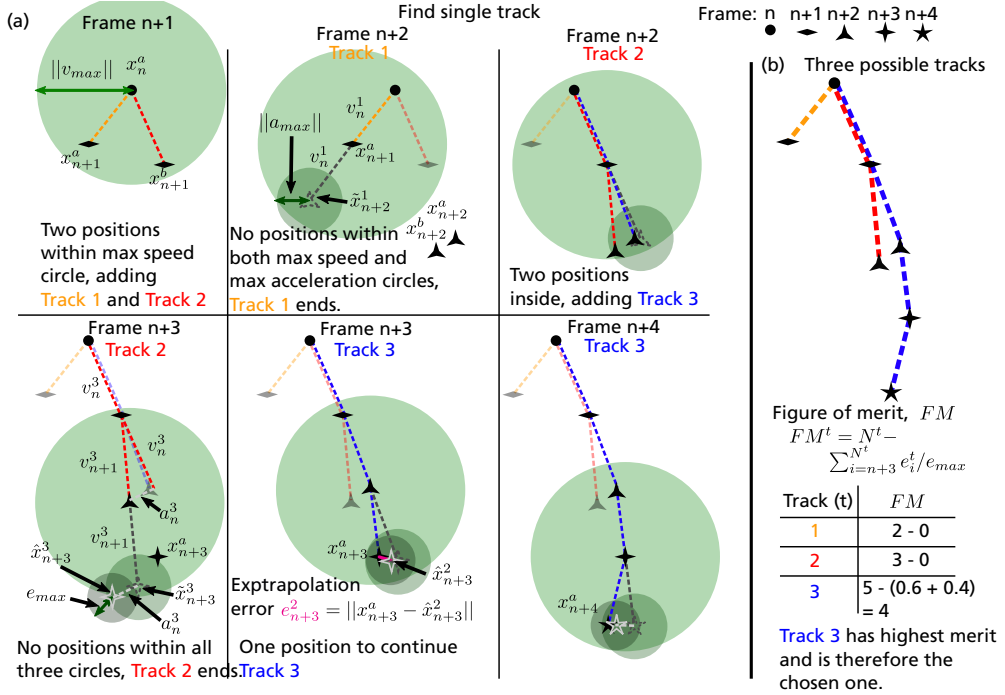 (a)
Find single track
Frame: n n+1 n+2 n+3 n+4
Frame n+1
||v_{max}||
x_n^a
x_{n+1}^a
x_{n+1}^b
Two positions
within max speed
circle, adding
Track 1 and Track 2
Frame n+2
Track 1
v_n^1
||a_{max}||
v_n^1
x_{n+1}^a
x̃_{n+2}^1
x_{n+2}^a
x_{n+2}^b
No positions within
both max speed and
max acceleration circles,
Track 1 ends.
Frame n+2
Track 2
Two positions
inside, adding Track 3
Frame n+3
Track 2
v_n^3
v_n^3
v_{n+1}^3
a_n^3
v_{n+1}^3
x_{n+3}^a
x̂_{n+3}^3
x̃_{n+3}^3
e_{max}
a_n^3
No positions within all
three circles, Track 2 ends.
Frame n+3
Track 3
x_{n+3}^a
x̂_{n+3}^2
Exptrapolation
error e_{n+3}^2 = ||x_{n+3}^a − x̂_{n+3}^2||
One position to continue
Track 3
Frame n+4
Track 3
x_{n+4}^a
(b)
Three possible tracks
Figure of merit, FM
FM^t = N^t −
∑_{i=n+3}^{N^t} e_i^t/e_{max}
Track (t) FM
1 2 - 0
2 3 - 0
3 5 - (0.6 + 0.4)
= 4
Track 3 has highest merit
and is therefore the
chosen one.